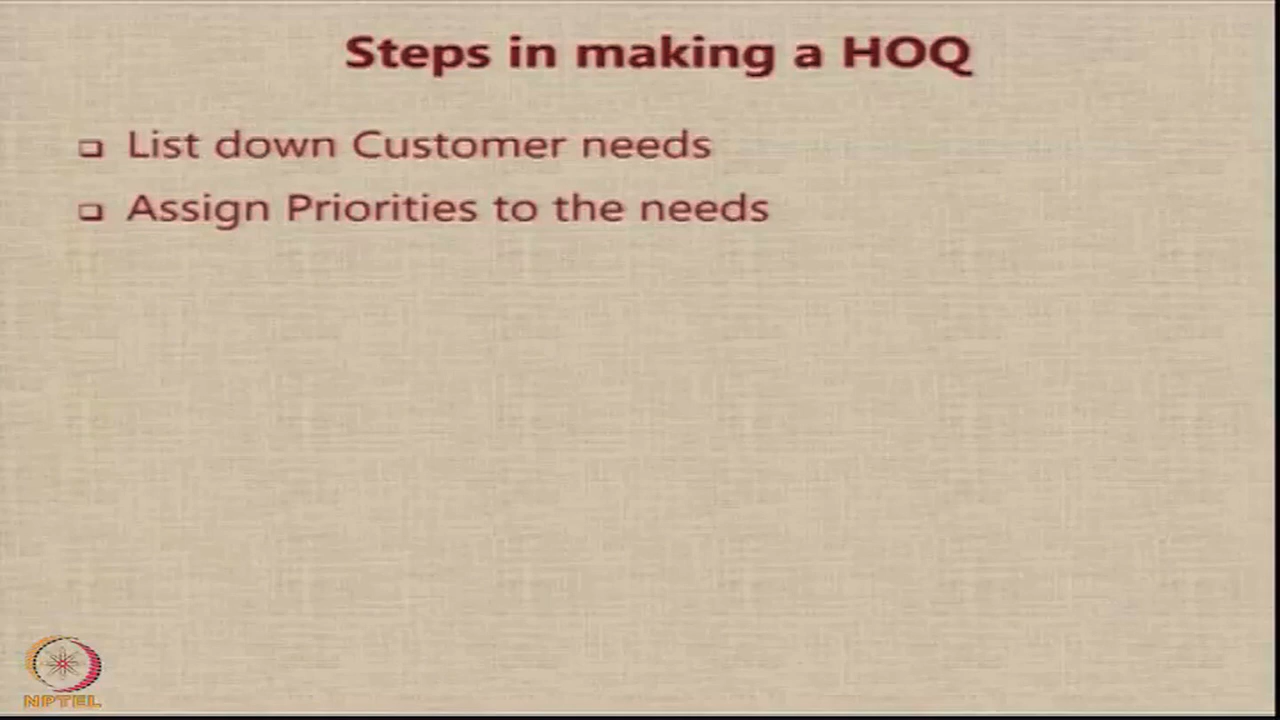 Steps in making a HOQ
List down Customer needs
Assign Priorities to the needs
NPTEL